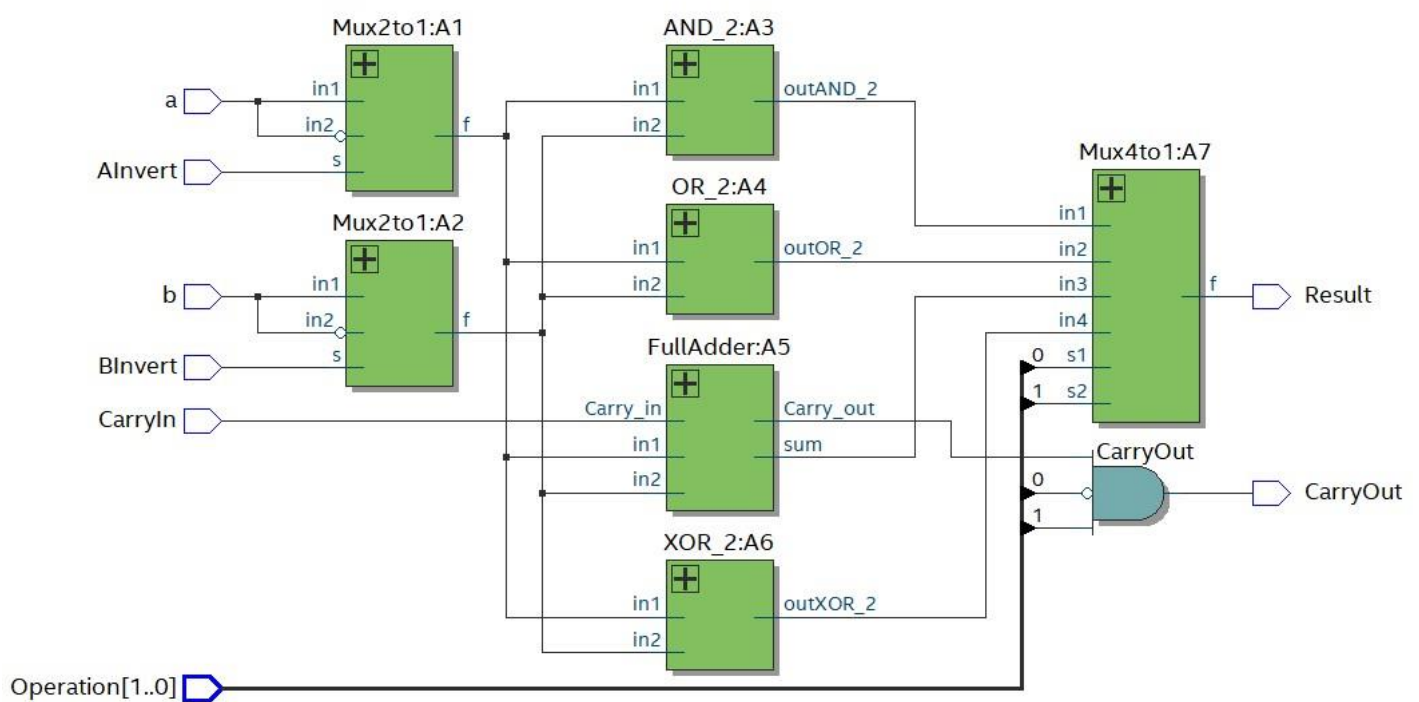 Mux2to1:A1
a
in1
in2
AInvert
s
f
Mux2to1:A2
b
in1
in2
BInvert
s
f
CarryIn
Operation[1..0]
AND_2:A3
in1
in2
outAND_2
OR_2:A4
in1
in2
outOR_2
FullAdder:A5
Carry_in
in1
in2
Carry_out
sum
XOR_2:A6
in1
in2
outXOR_2
Mux4to1:A7
in1
in2
in3
in4
0 s1
1 s2
f
Result
CarryOut
0
1
CarryOut